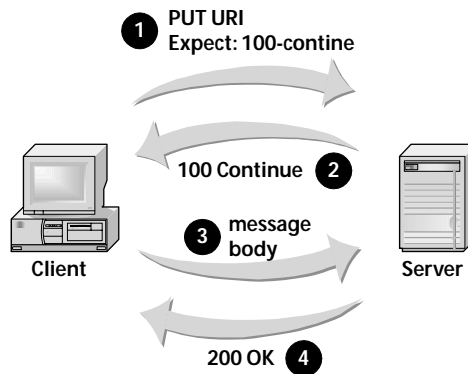 1 PUT URI
Expect: 100-contine
100 Continue 2
3 message
body
Client
Server
200 OK 4